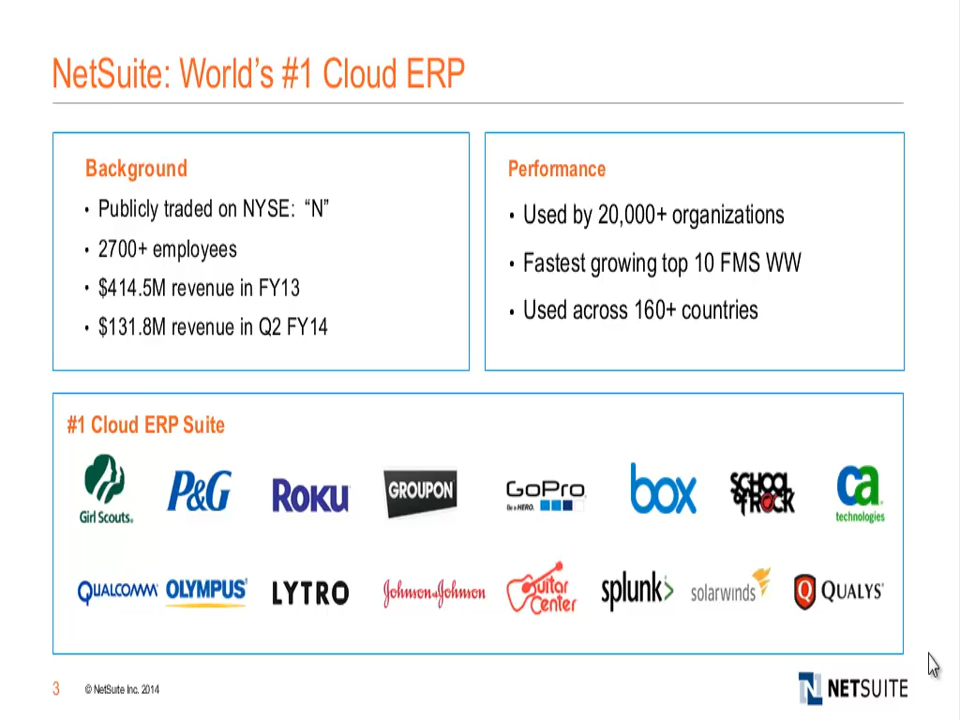 NetSuite: World’s #1 Cloud ERP
Background
• Publicly traded on NYSE: “N”
• 2700+ employees
• $414.5M revenue in FY13
• $131.8M revenue in Q2 FY14
Performance
• Used by 20,000+ organizations
• Fastest growing top 10 FMS WW
• Used across 160+ countries
#1 Cloud ERP Suite
Girl Scouts®
P&G
ROKU
GROUPON
GoPro
Be a HERO.
box
SCHOOL of ROCK
ca
technologies
QUALCOMM®
OLYMPUS®
LYTRO
Johnson & Johnson
Guitar
Center
splunk>
solarwinds
QUALYS®
3
© NetSuite Inc. 2014
N NETSUITE